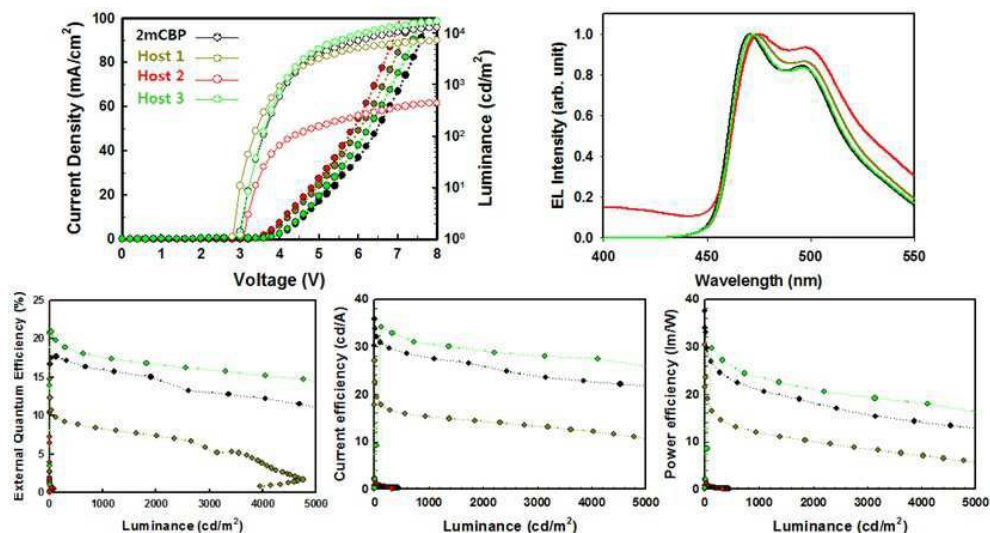 100
80
60
40
20
0
Current Density (mA/cm²)
2mCBP
Host 1
Host 2
Host 3
10⁴
10³
10²
10¹
10⁰
Luminance (cd/m²)
0 1 2 3 4 5 6 7 8
Voltage (V)
1.0
0.8
0.6
0.4
0.2
0.0
EL Intensity (arb. unit)
400 450 500 550
Wavelength (nm)
25
20
15
10
5
0
External Quantum Efficiency (%)
0 1000 2000 3000 4000 5000
Luminance (cd/m²)
40
30
20
10
0
Current efficiency (cd/A)
0 1000 2000 3000 4000 5000
Luminance (cd/m²)
40
30
20
10
0
Power efficiency (lm/W)
0 1000 2000 3000 4000 5000
Luminance (cd/m²)